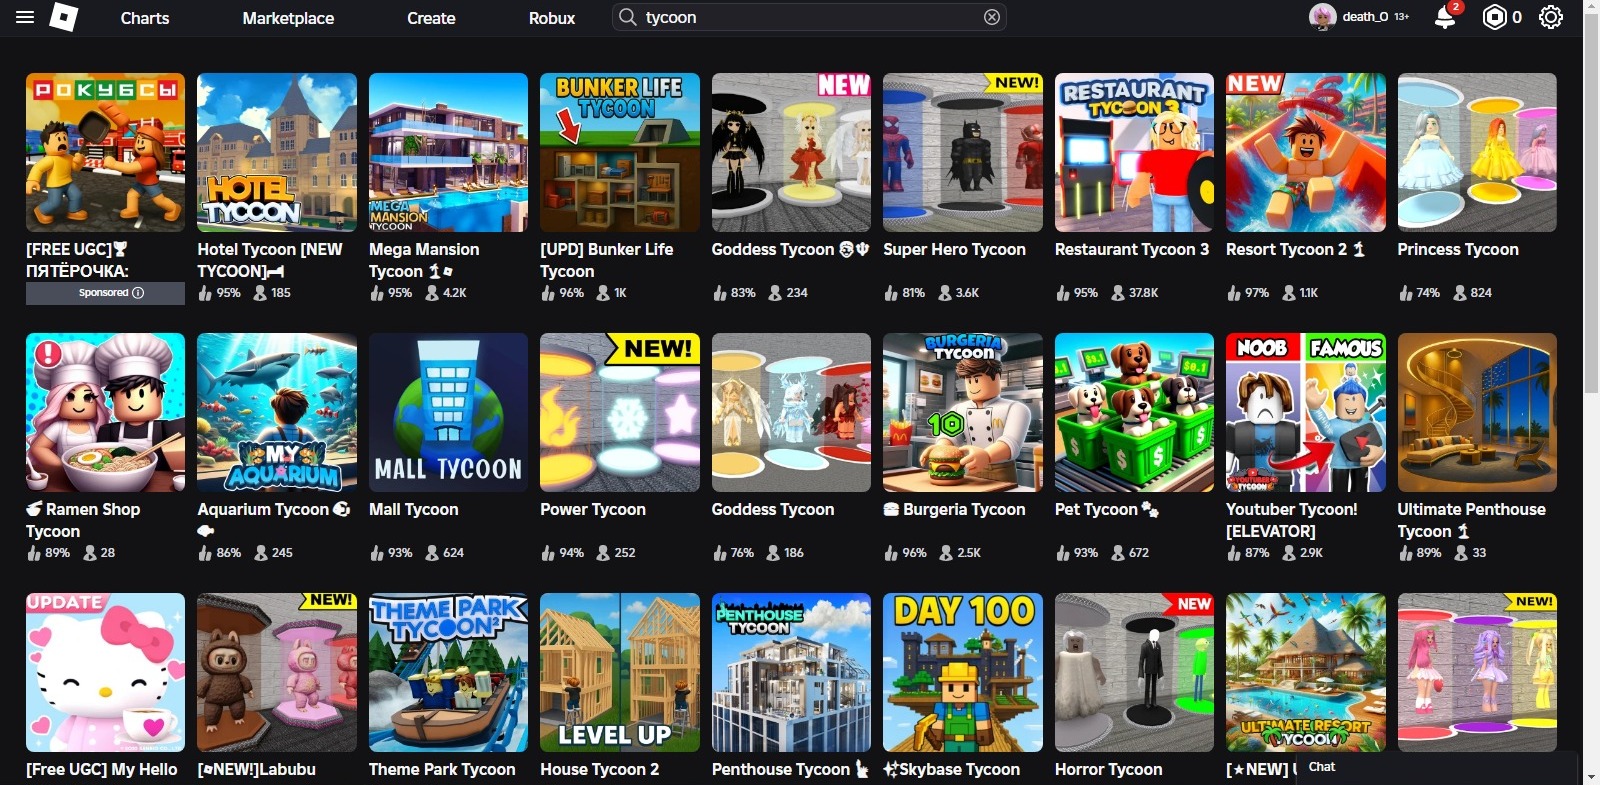 Charts
Marketplace
Create
Robux
tycoon
death_0 13+
2
0
РОКУБСЫ
HOTEL
TYCOON
MEGA
MANSION
TYCOON
BUNKER LIFE
TYCOON
NEW
NEW!
RESTAURANT
TYCOON 3
NEW
[FREE UGC]🏆
ПЯТЁРОЧКА:
Sponsored
Hotel Tycoon [NEW
TYCOON]🛏
95% 185
Mega Mansion
Tycoon
95% 4.2K
[UPD] Bunker Life
Tycoon
96% 1K
Goddess Tycoon
83% 234
Super Hero Tycoon
81% 3.6K
Restaurant Tycoon 3
95% 37.8K
Resort Tycoon 2 🏝
97% 1.1K
Princess Tycoon
74% 824
!
MY
AQUARIUM
MALL TYCOON
NEW!
BURGERIA
TYCOON
10
$3.1
$0.1
$
$
$
NOOB
FAMOUS
YOUTUBER
TYCOON
🍜 Ramen Shop
Tycoon
89% 28
Aquarium Tycoon 🐡
🐟
86% 245
Mall Tycoon
93% 624
Power Tycoon
94% 252
Goddess Tycoon
76% 186
🍔 Burgeria Tycoon
96% 2.5K
Pet Tycoon 🐾
93% 672
Youtuber Tycoon!
[ELEVATOR]
87% 2.9K
Ultimate Penthouse
Tycoon 🏝
89% 33
UPDATE
NEW!
THEME PARK
TYCOON 2
LEVEL UP
PENTHOUSE
TYCOON
DAY 100
NEW
ULTIMATE RESORT
TYCOON
NEW!
[Free UGC] My Hello
[NEW!]Labubu
Theme Park Tycoon
House Tycoon 2
Penthouse Tycoon
✨Skybase Tycoon
Horror Tycoon
[★NEW]
Chat